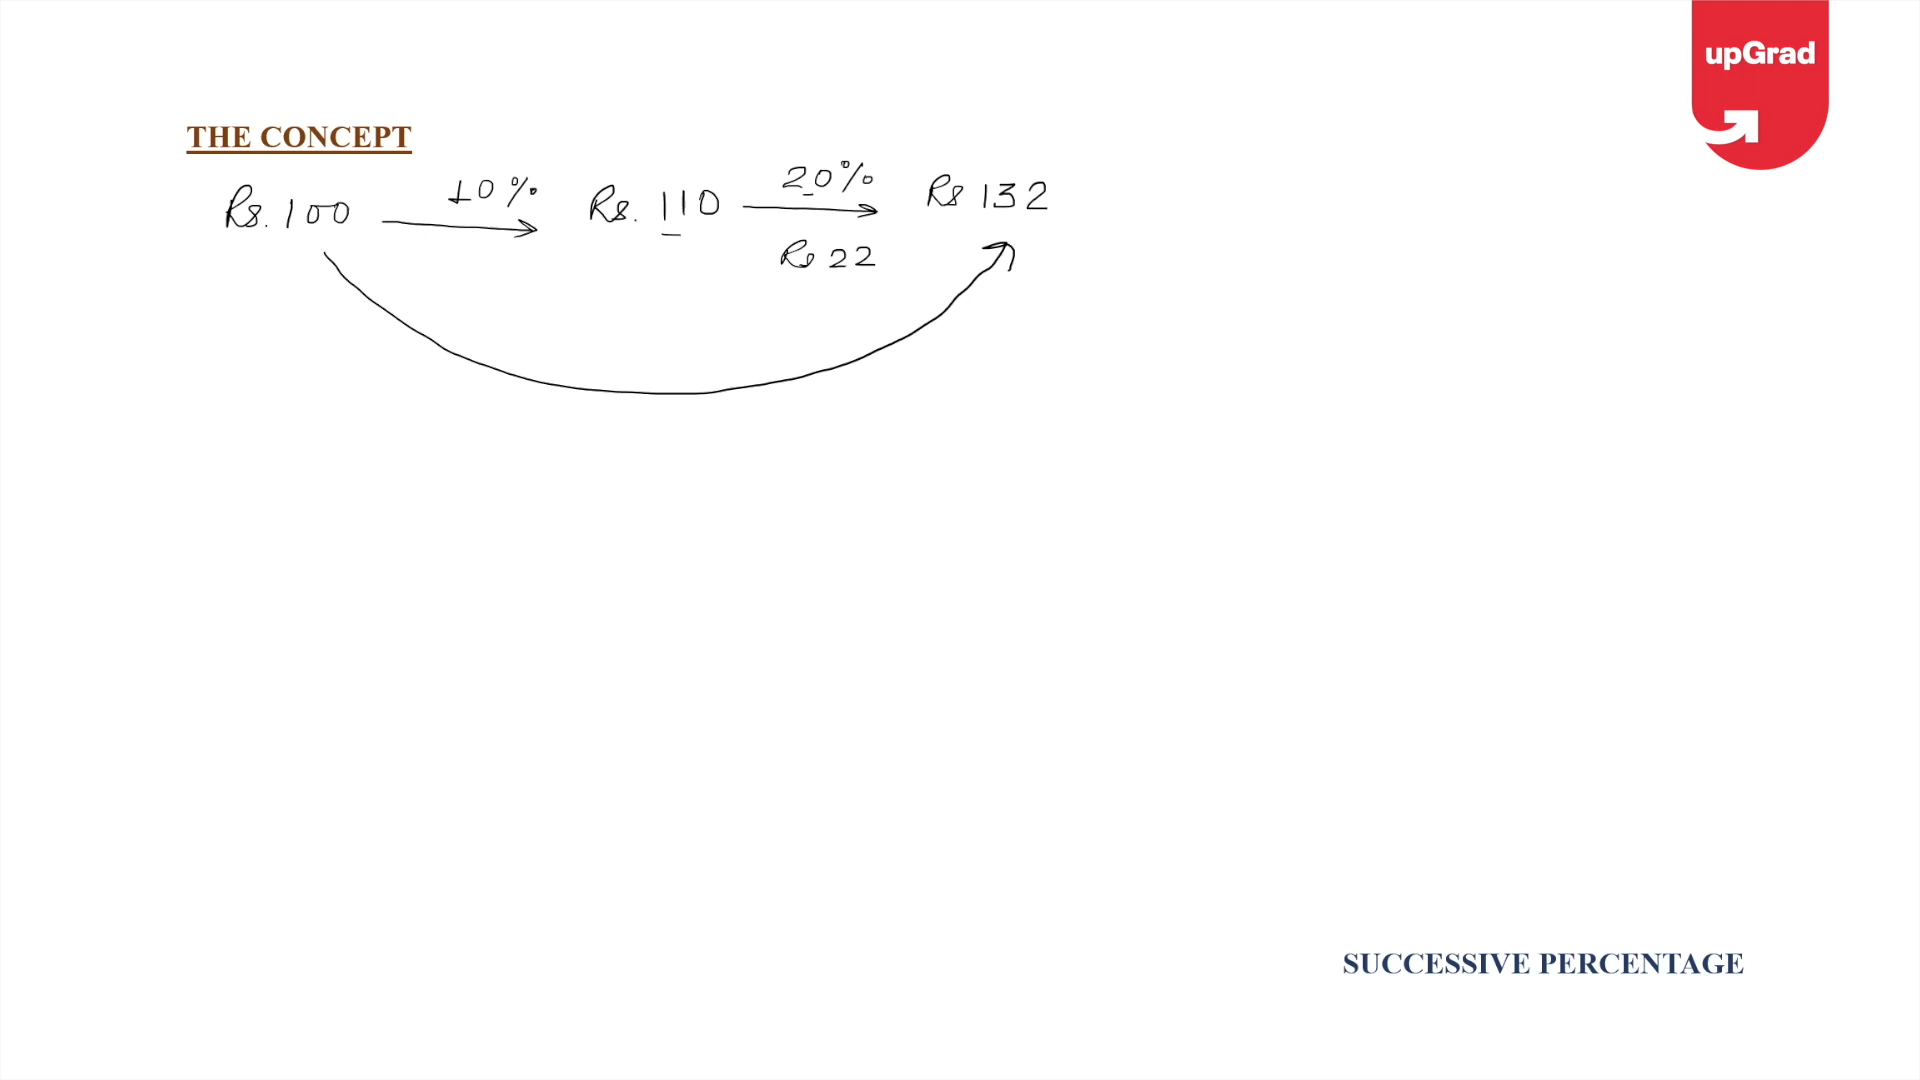 upGrad
THE CONCEPT
Rs. 100 10% Rs. 110 20% Rs 132
Rs 22
SUCCESSIVE PERCENTAGE